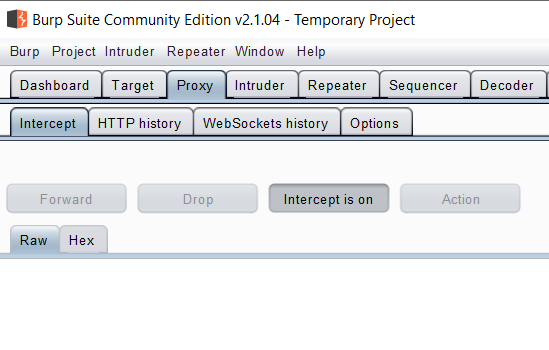 Burp Suite Community Edition v2.1.04 - Temporary Project
Burp Project Intruder Repeater Window Help
Dashboard Target Proxy Intruder Repeater Sequencer Decoder
Intercept HTTP history WebSockets history Options
Forward Drop Intercept is on Action
Raw Hex